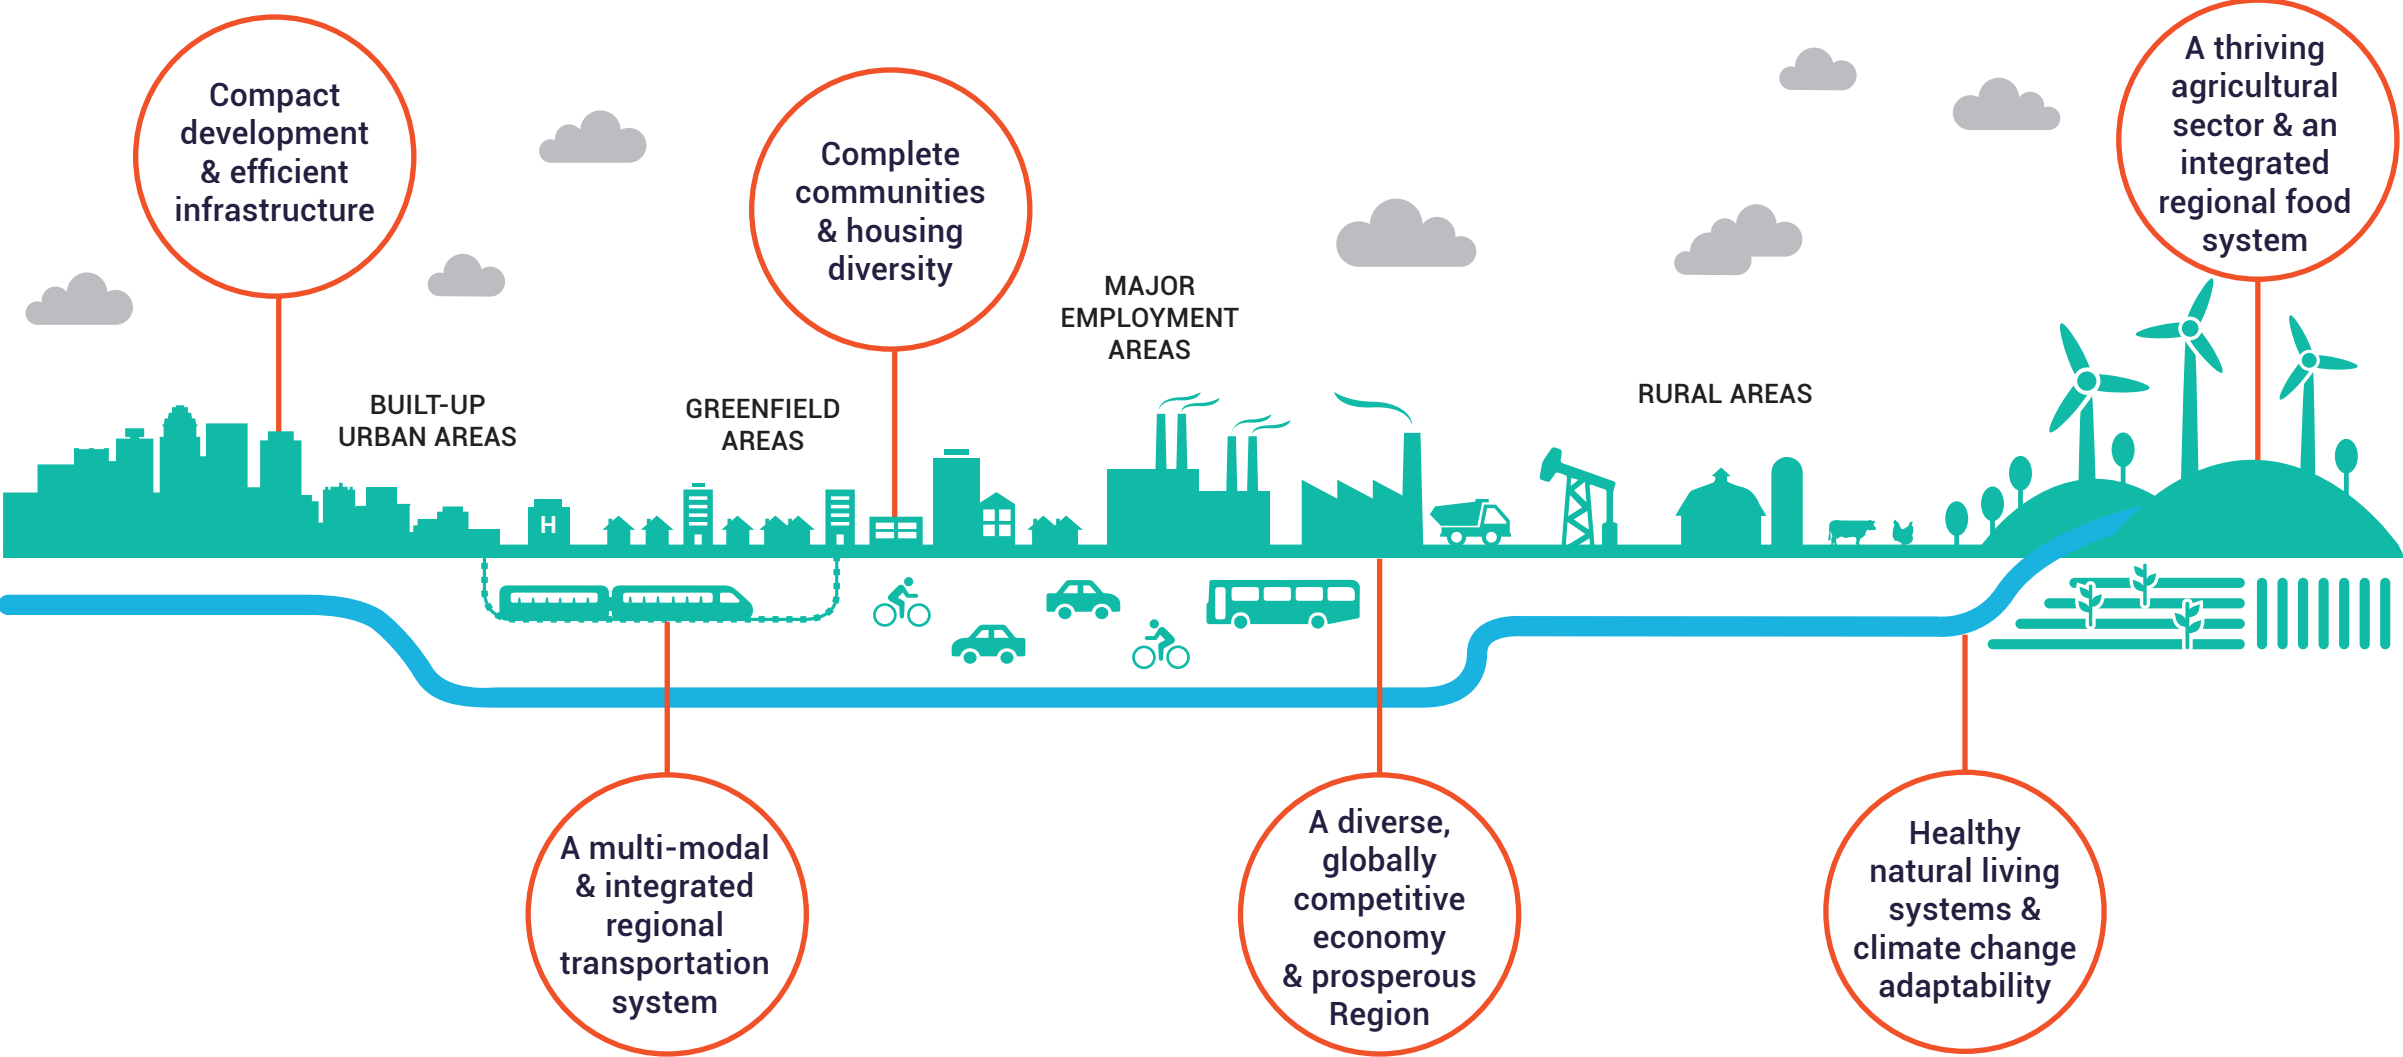 Compact
development
& efficient
infrastructure
Complete
communities
& housing
diversity
A thriving
agricultural
sector & an
integrated
regional food
system
BUILT-UP
URBAN AREAS
GREENFIELD
AREAS
MAJOR
EMPLOYMENT
AREAS
RURAL AREAS
H
A multi-modal
& integrated
regional
transportation
system
A diverse,
globally
competitive
economy
& prosperous
Region
Healthy
natural living
systems &
climate change
adaptability